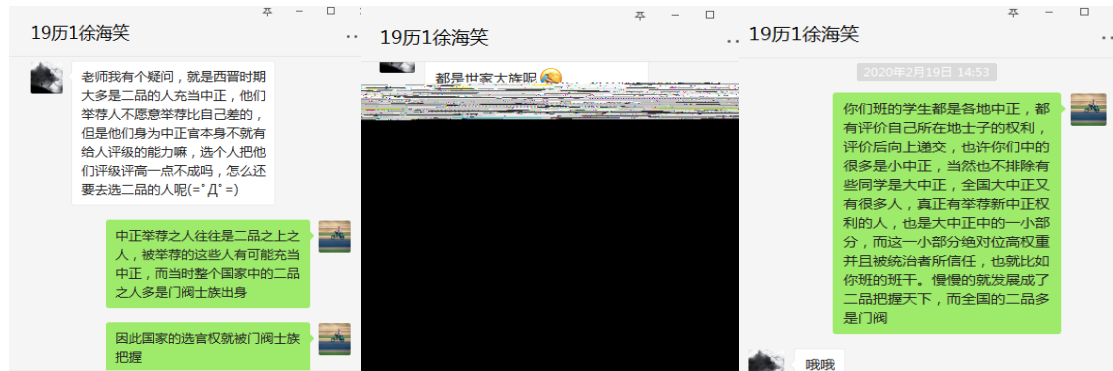 19历1徐海笑
老师我有个疑问，就是西晋时期
大多是二品的人充当中正，他们
举荐人不愿意举荐比自己差的，
但是他们身为中正官本身不就有
给人评级的能力嘛，选个人把他
们评级评高一点不成吗，怎么还
要去选二品的人呢(=ﾟДﾟ=)
中正举荐之人往往是二品之上之
人，被举荐的这些人有可能充当
中正，而当时整个国家中的二品
之人多是门阀士族出身
因此国家的选官权就被门阀士族
把握
19历1徐海笑
都是世家大族呢
19历1徐海笑
2020年2月19日 14:53
你们班的学生都是各地中正，都
有评价自己所在地士子的权利，
评价后向上递交，也许你们中的
很多是小中正，当然也不排除有
些同学是大中正，全国大中正又
有很多人，真正有举荐新中正权
利的人，也是大中正中的一小部
分，而这一小部分绝对位高权重
并且被统治者所信任，也就比如
你班的班干。慢慢的就发展成了
二品把握天下，而全国的二品多
是门阀
哦哦